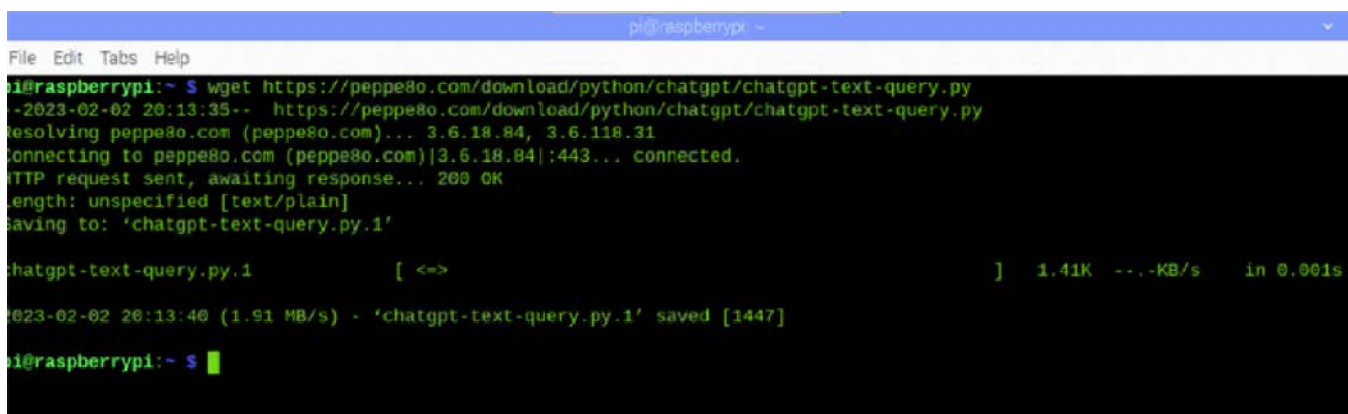 pi@raspberrypi: ~
File Edit Tabs Help
pi@raspberrypi:~ $ wget https://peppe8o.com/download/python/chatgpt/chatgpt-text-query.py
--2023-02-02 20:13:35-- https://peppe8o.com/download/python/chatgpt/chatgpt-text-query.py
Resolving peppe8o.com (peppe8o.com)... 3.6.18.84, 3.6.118.31
Connecting to peppe8o.com (peppe8o.com)|3.6.18.84|:443... connected.
HTTP request sent, awaiting response... 200 OK
Length: unspecified [text/plain]
Saving to: ‘chatgpt-text-query.py.1’
chatgpt-text-query.py.1 [ <=> ] 1.41K --.-KB/s in 0.001s
2023-02-02 20:13:40 (1.91 MB/s) - ‘chatgpt-text-query.py.1’ saved [1447]
pi@raspberrypi:~ $